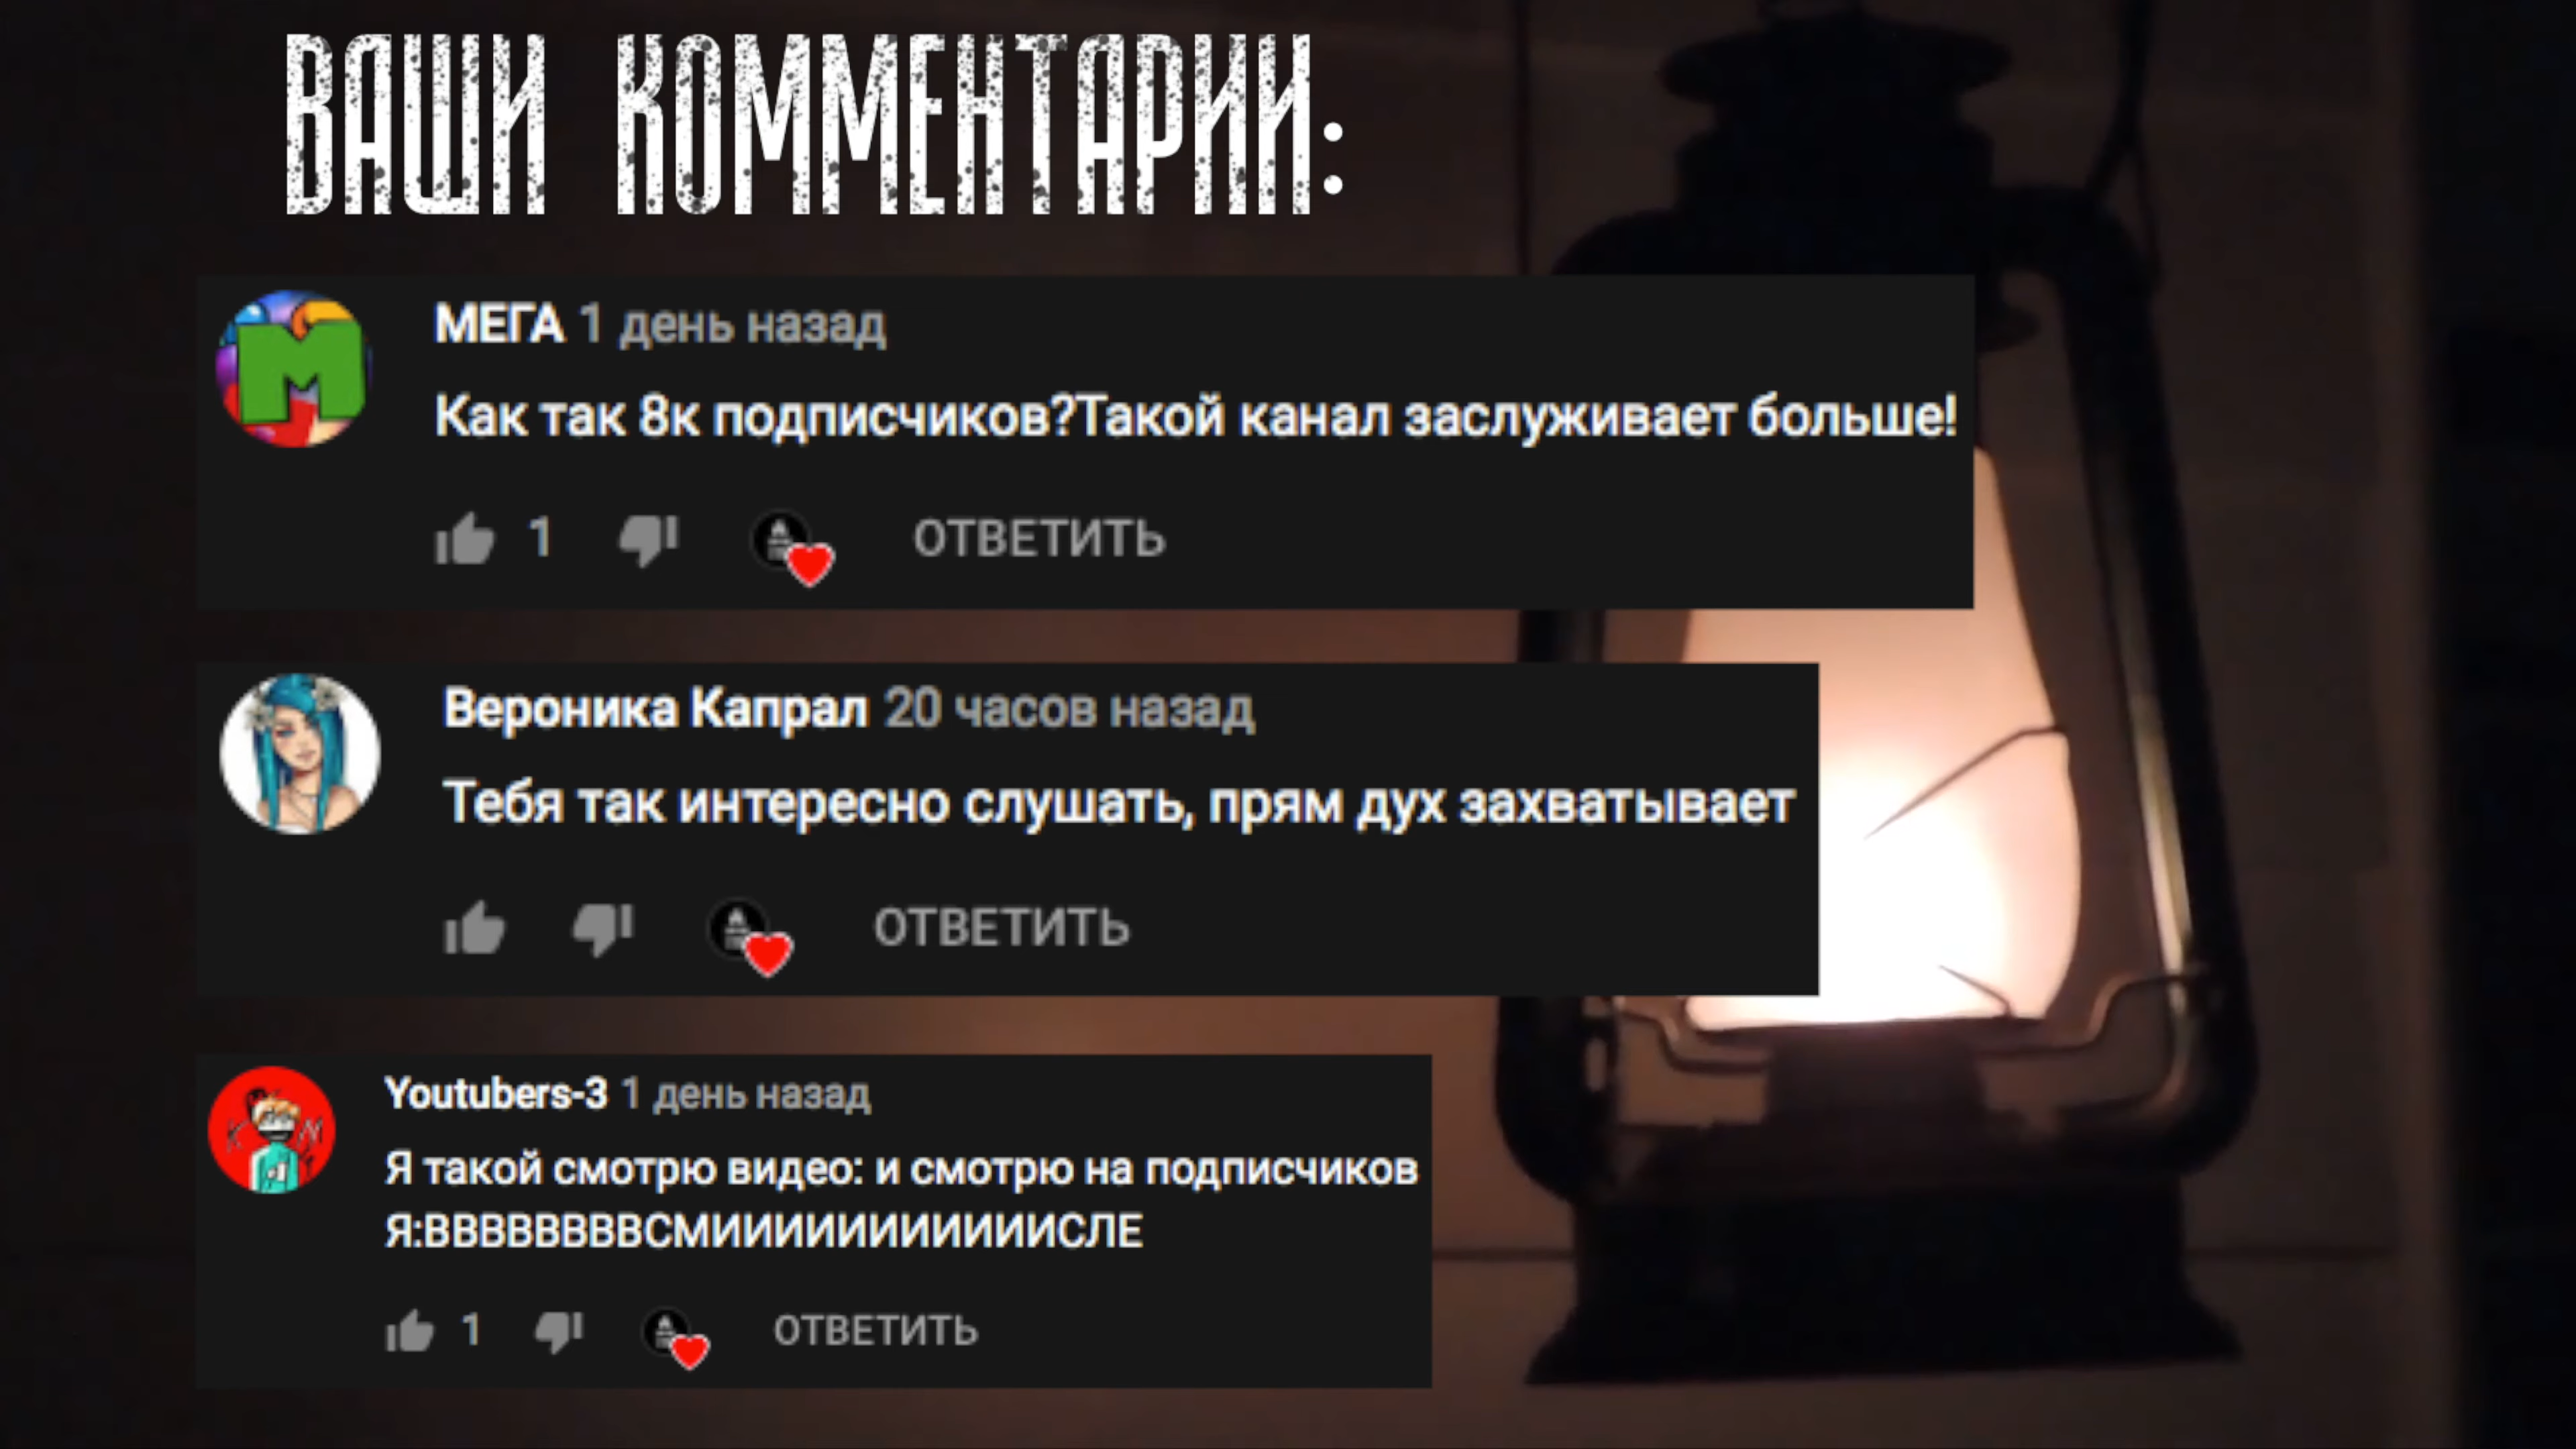 ВАШИ КОММЕНТАРИИ:
МЕГА 1 день назад
Как так 8к подписчиков?Такой канал заслуживает больше!
1 ОТВЕТИТЬ
Вероника Капрал 20 часов назад
Тебя так интересно слушать, прям дух захватывает
ОТВЕТИТЬ
Youtubers-3 1 день назад
Я такой смотрю видео: и смотрю на подписчиков
Я:ВВВВВВВВСМИИИИИИИИИИИИСЛЕ
1 ОТВЕТИТЬ